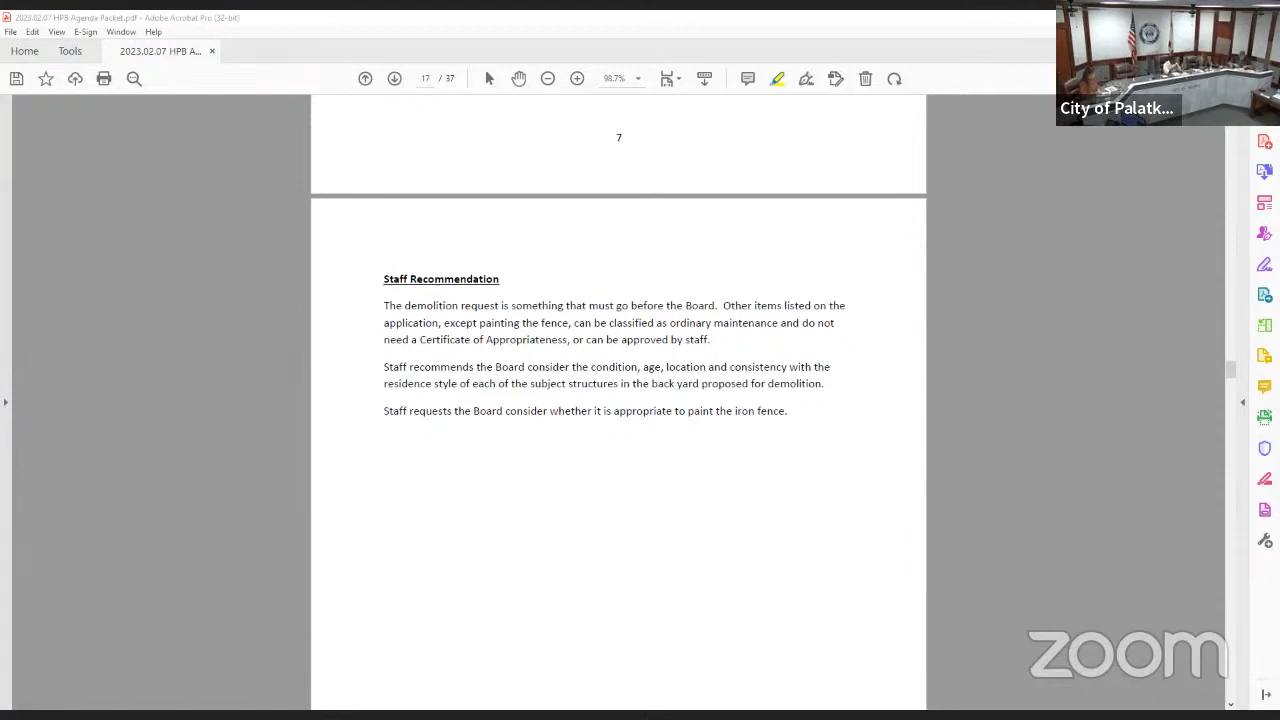 2023.02.07 HPB Agenda Packet.pdf - Adobe Acrobat Pro (32-bit)
File Edit View E-Sign Window Help
Home Tools 2023.02.07 HPB A... ×
17 / 37 98.7%
City of Palatk...
7
Staff Recommendation
The demolition request is something that must go before the Board. Other items listed on the
application, except painting the fence, can be classified as ordinary maintenance and do not
need a Certificate of Appropriateness, or can be approved by staff.
Staff recommends the Board consider the condition, age, location and consistency with the
residence style of each of the subject structures in the back yard proposed for demolition.
Staff requests the Board consider whether it is appropriate to paint the iron fence.
zoom